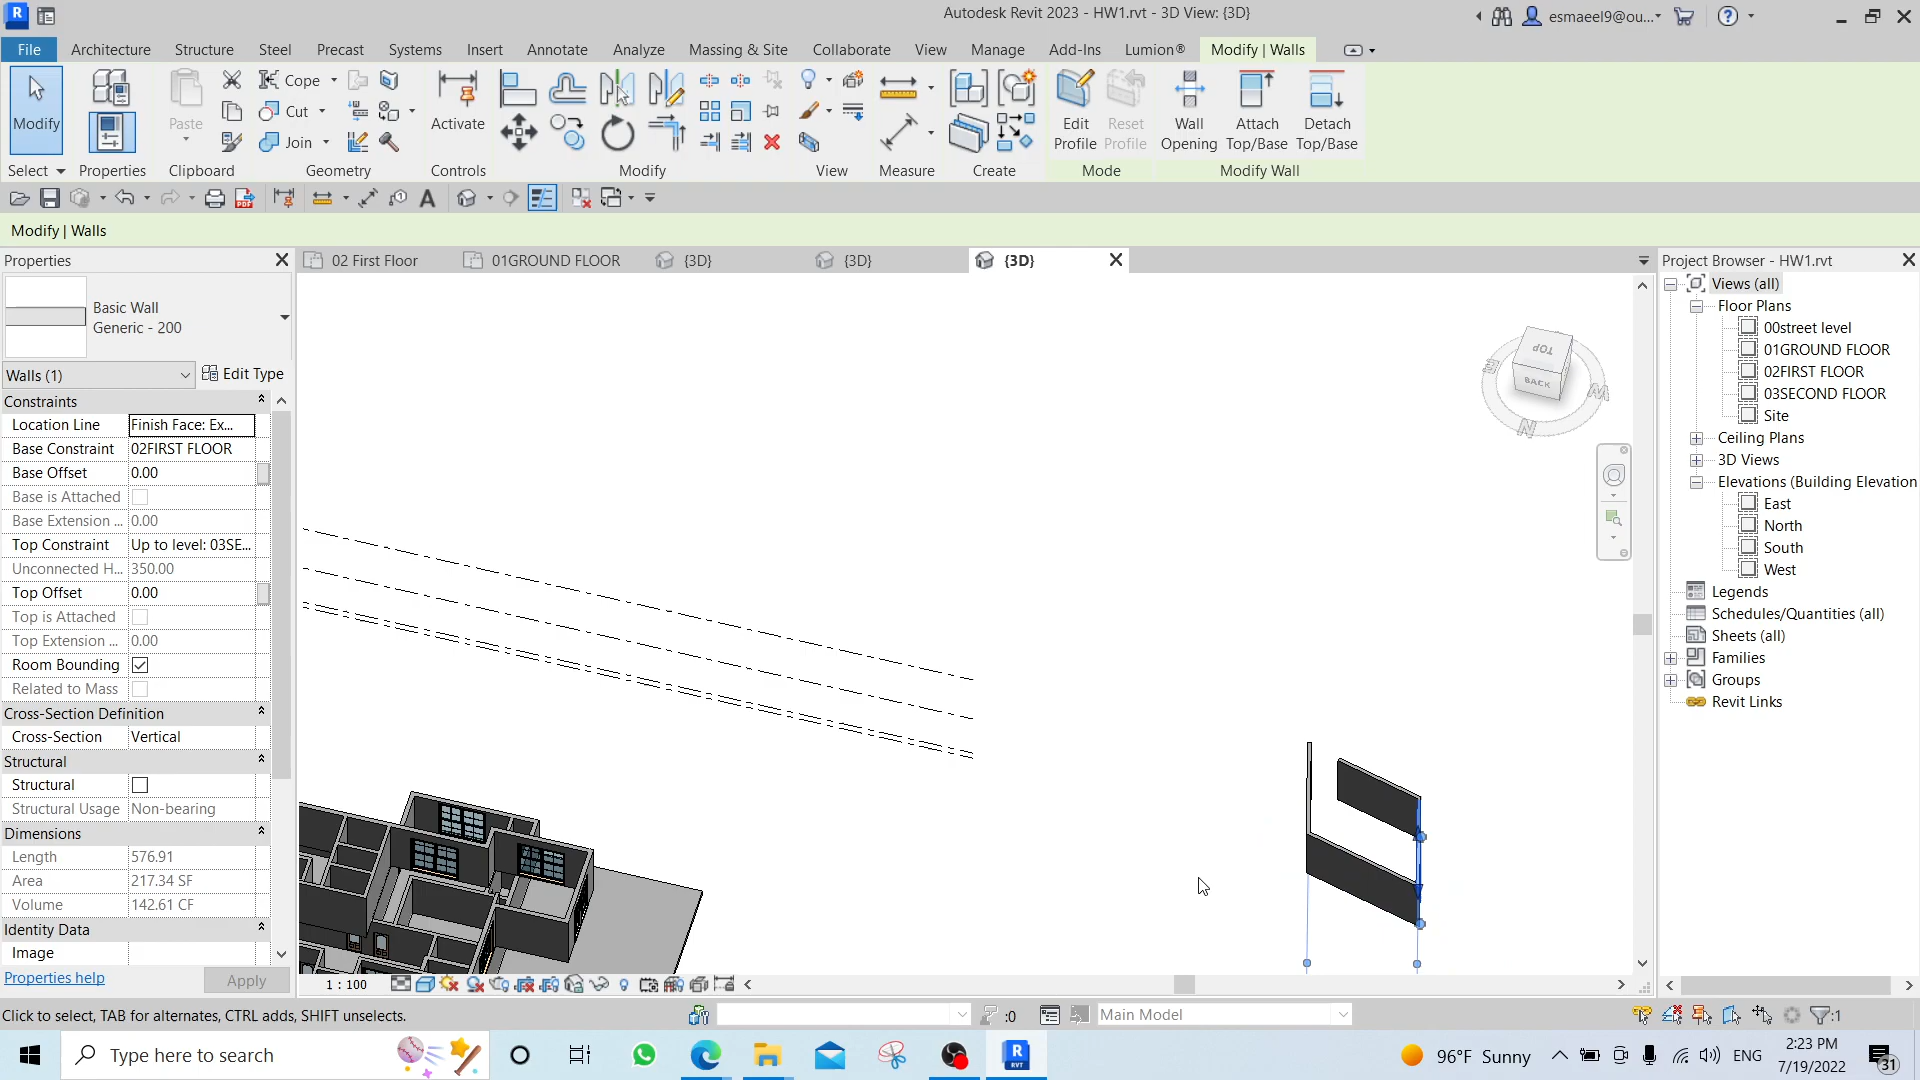 Autodesk Revit 2023 - HW1.rvt - 3D View: {3D}
esmaeel9@ou...
File
Architecture
Structure
Steel
Precast
Systems
Insert
Annotate
Analyze
Massing & Site
Collaborate
View
Manage
Add-Ins
Lumion®
Modify | Walls
Modify
Paste
Cope
Cut
Join
Activate
Edit
Profile
Reset
Profile
Wall
Opening
Attach
Top/Base
Detach
Top/Base
Select
Properties
Clipboard
Geometry
Controls
Modify
View
Measure
Create
Mode
Modify Wall
Modify | Walls
Properties
Basic Wall
Generic - 200
Walls (1)
Edit Type
Constraints
Location Line
Finish Face: Ex...
Base Constraint
02FIRST FLOOR
Base Offset
0.00
Base is Attached
Base Extension ...
0.00
Top Constraint
Up to level: 03SE...
Unconnected H...
350.00
Top Offset
0.00
Top is Attached
Top Extension ...
0.00
Room Bounding
Related to Mass
Cross-Section Definition
Cross-Section
Vertical
Structural
Structural
Structural Usage
Non-bearing
Dimensions
Length
576.91
Area
217.34 SF
Volume
142.61 CF
Identity Data
Image
Properties help
Apply
02 First Floor
01GROUND FLOOR
{3D}
{3D}
{3D}
TOP
BACK
E
W
N
1 : 100
Project Browser - HW1.rvt
Views (all)
Floor Plans
00street level
01GROUND FLOOR
02FIRST FLOOR
03SECOND FLOOR
Site
Ceiling Plans
3D Views
Elevations (Building Elevation
East
North
South
West
Legends
Schedules/Quantities (all)
Sheets (all)
Families
Groups
Revit Links
Click to select, TAB for alternates, CTRL adds, SHIFT unselects.
:0
Main Model
:1
Type here to search
96°F Sunny
ENG
2:23 PM
7/19/2022
31